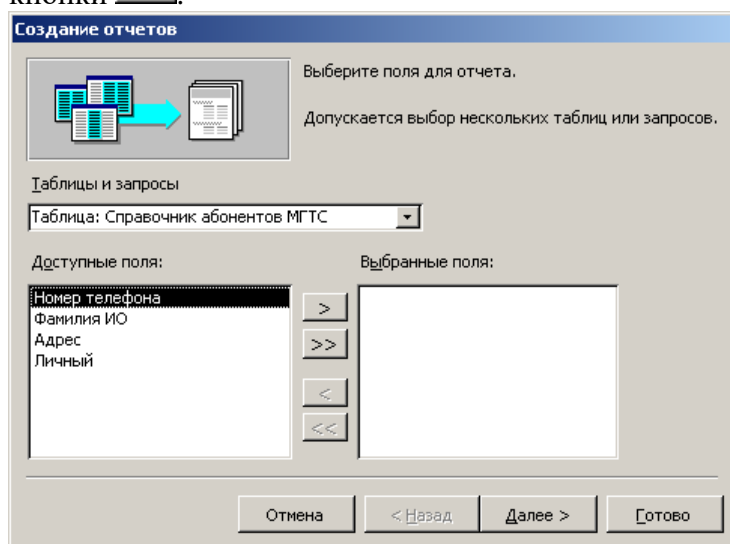 кнопки
Создание отчетов
Выберите поля для отчета.
Допускается выбор нескольких таблиц или запросов.
Таблицы и запросы
Таблица: Справочник абонентов МГТС
Доступные поля:
Выбранные поля:
Номер телефона
Фамилия ИО
Адрес
Личный
>
>>
<
<<
Отмена
< Назад
Далее >
Готово